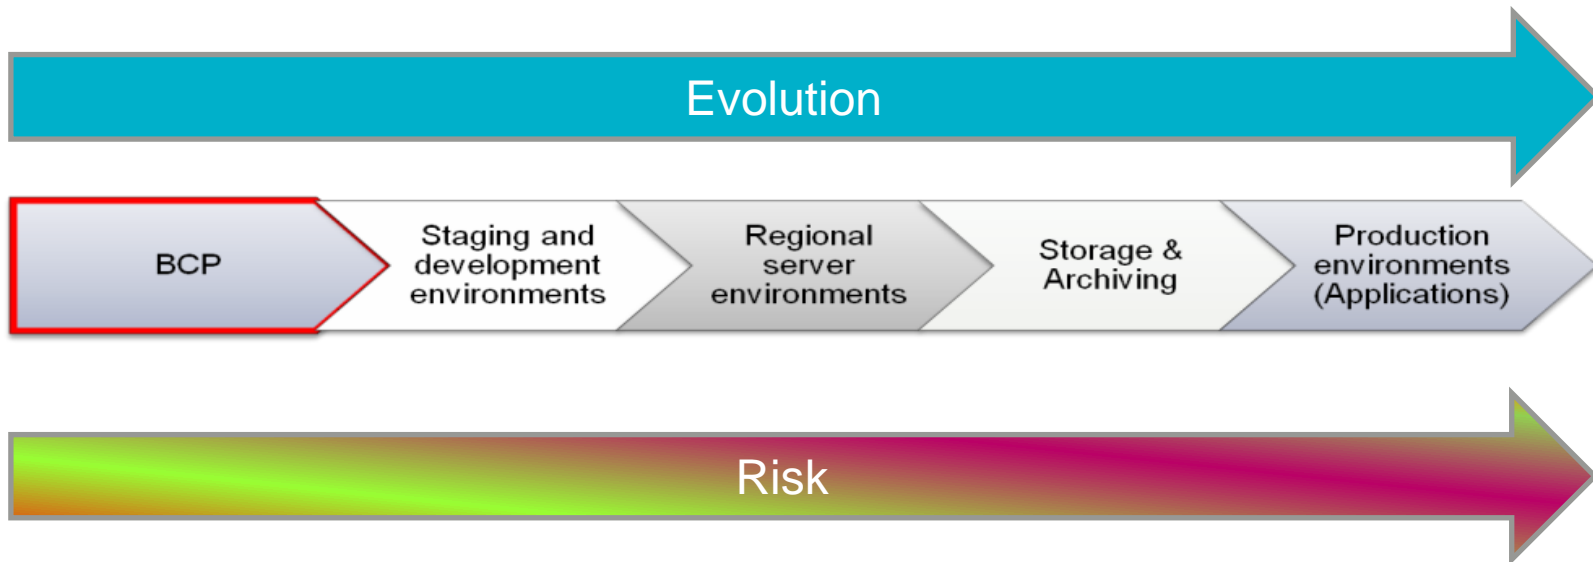 Evolution
BCP
Staging and
development
environments
Regional
server
environments
Storage &
Archiving
Production
environments
(Applications)
Risk